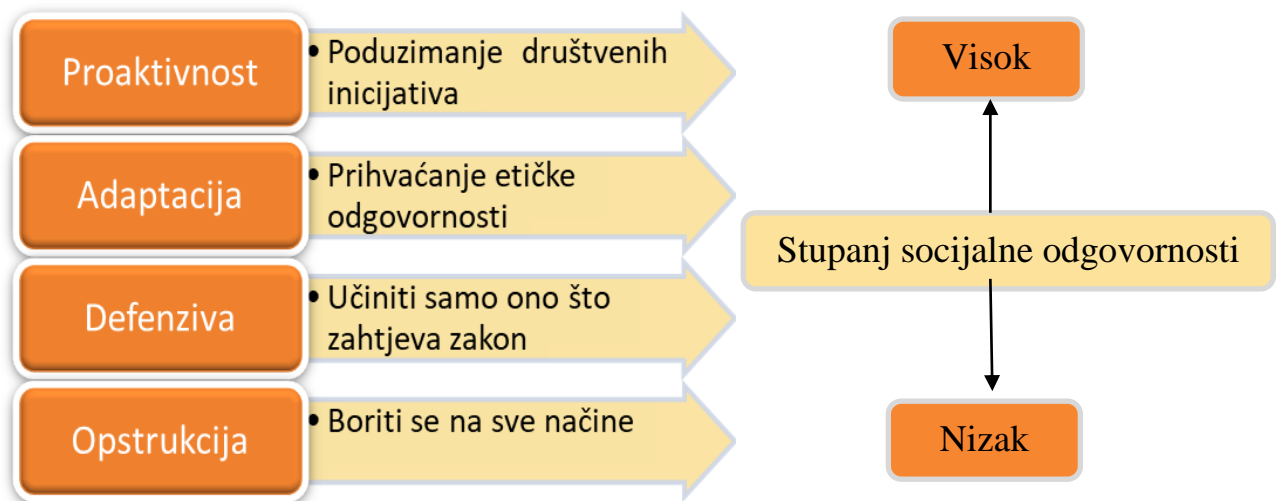 Proaktivnost
• Poduzimanje društvenih
inicijativa
Adaptacija
• Prihvaćanje etičke
odgovornosti
Defenziva
• Učiniti samo ono što
zahtjeva zakon
Opstrukcija
• Boriti se na sve načine
Visok
Stupanj socijalne odgovornosti
Nizak